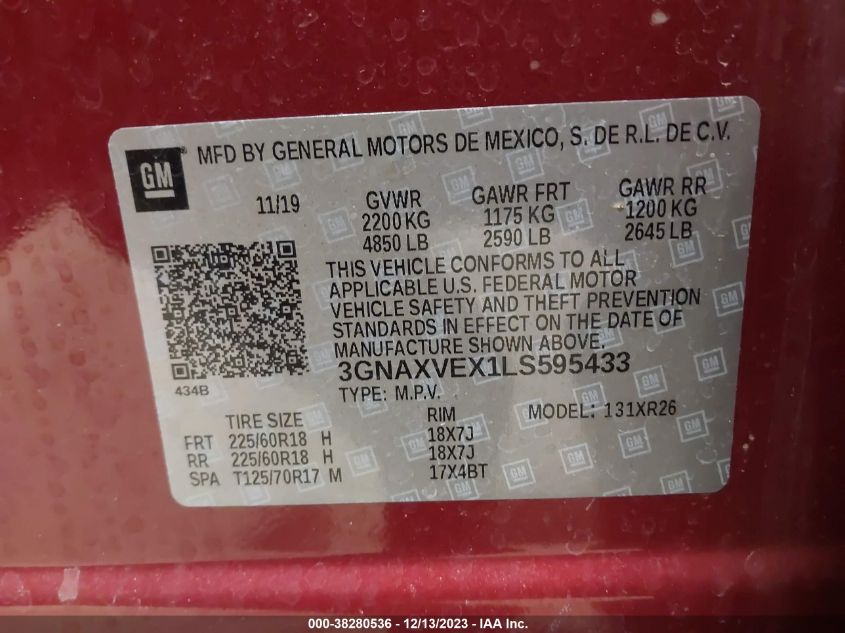 GM
MFD BY GENERAL MOTORS DE MEXICO, S. DE R.L. DE C.V.
11/19 GVWR GAWR FRT GAWR RR
2200 KG 1175 KG 1200 KG
4850 LB 2590 LB 2645 LB
THIS VEHICLE CONFORMS TO ALL
APPLICABLE U.S. FEDERAL MOTOR
VEHICLE SAFETY AND THEFT PREVENTION
STANDARDS IN EFFECT ON THE DATE OF
MANUFACTURE SHOWN ABOVE.
434B
3GNAXVEX1LS595433
TYPE: M.P.V.
TIRE SIZE RIM MODEL: 131XR26
FRT 225/60R18 H 18X7J
RR 225/60R18 H 18X7J
SPA T125/70R17 M 17X4BT
000-38280536 - 12/13/2023 - IAAI.com